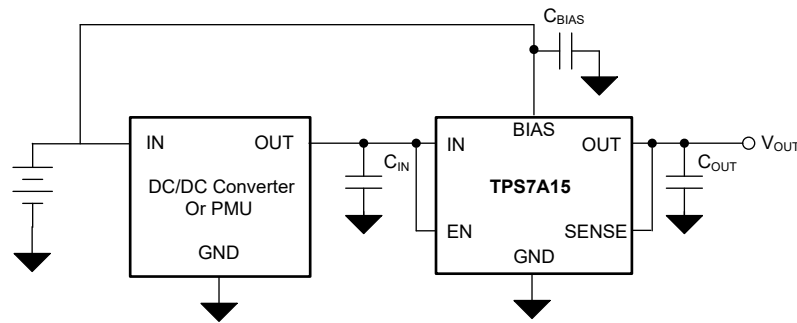 CBIAS
IN
OUT
DC/DC Converter
Or PMU
GND
CIN
IN
BIAS
OUT
TPS7A15
EN
SENSE
GND
COUT
VOUT